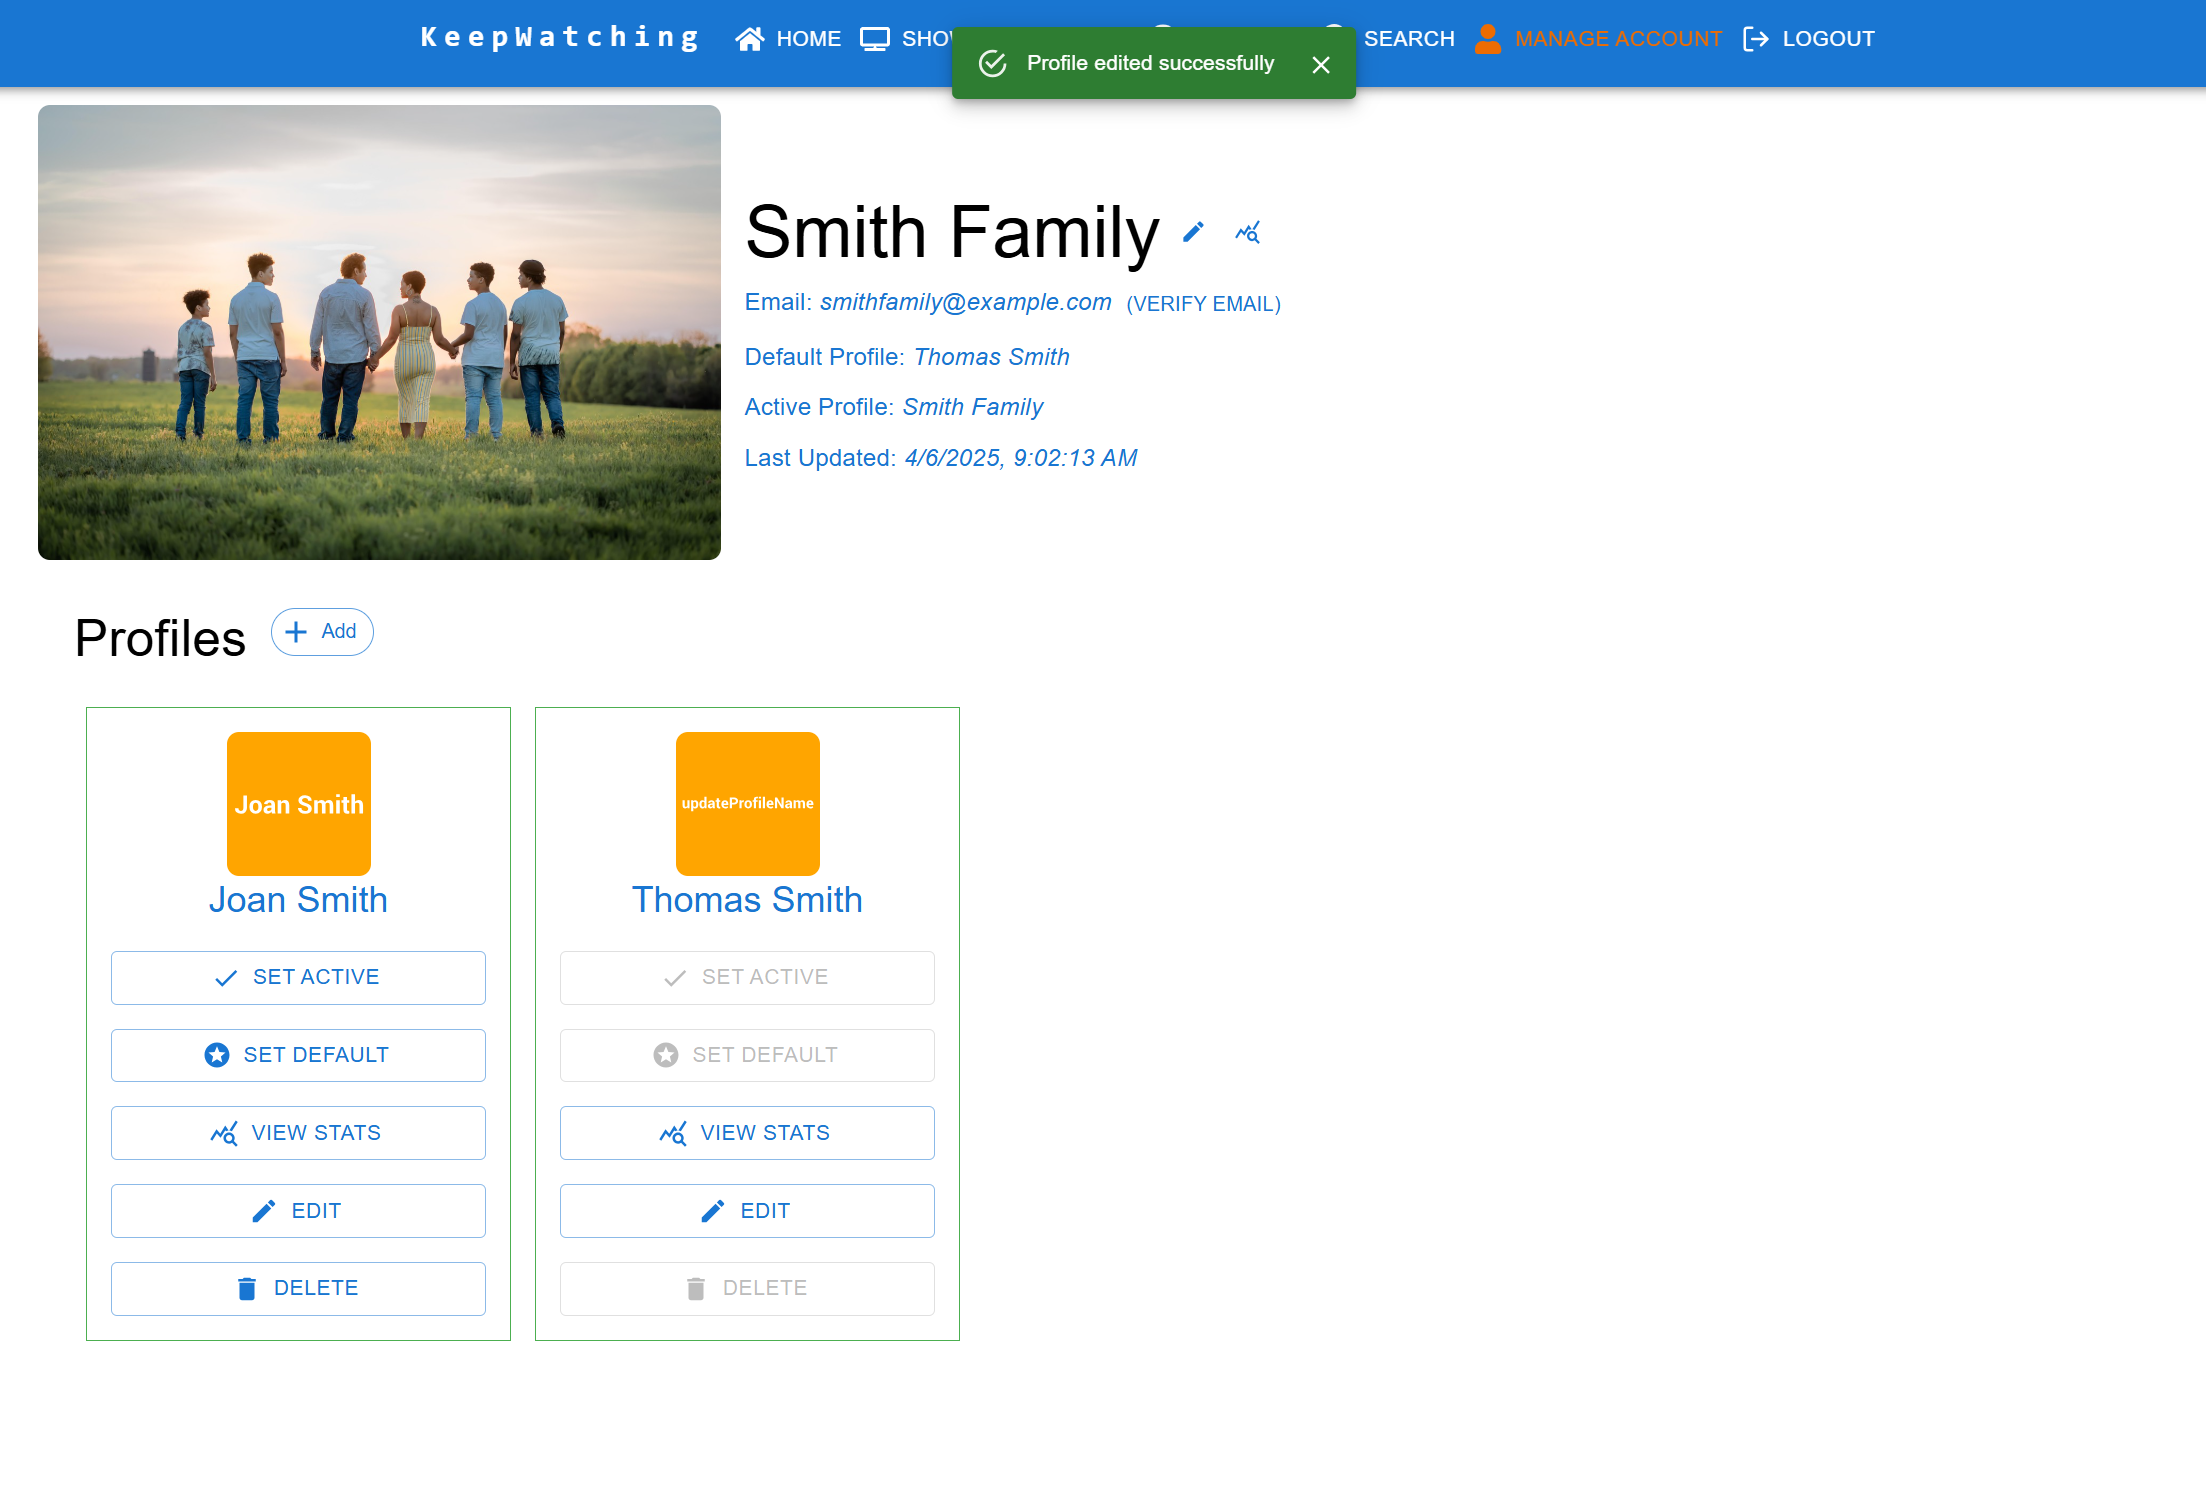 KeepWatching HOME SHOW SEARCH MANAGE ACCOUNT LOGOUT
Profile edited successfully
Smith Family
Email: smithfamily@example.com (VERIFY EMAIL)
Default Profile: Thomas Smith
Active Profile: Smith Family
Last Updated: 4/6/2025, 9:02:13 AM
Profiles
Add
Joan Smith
Joan Smith
SET ACTIVE
SET DEFAULT
VIEW STATS
EDIT
DELETE
updateProfileName
Thomas Smith
SET ACTIVE
SET DEFAULT
VIEW STATS
EDIT
DELETE